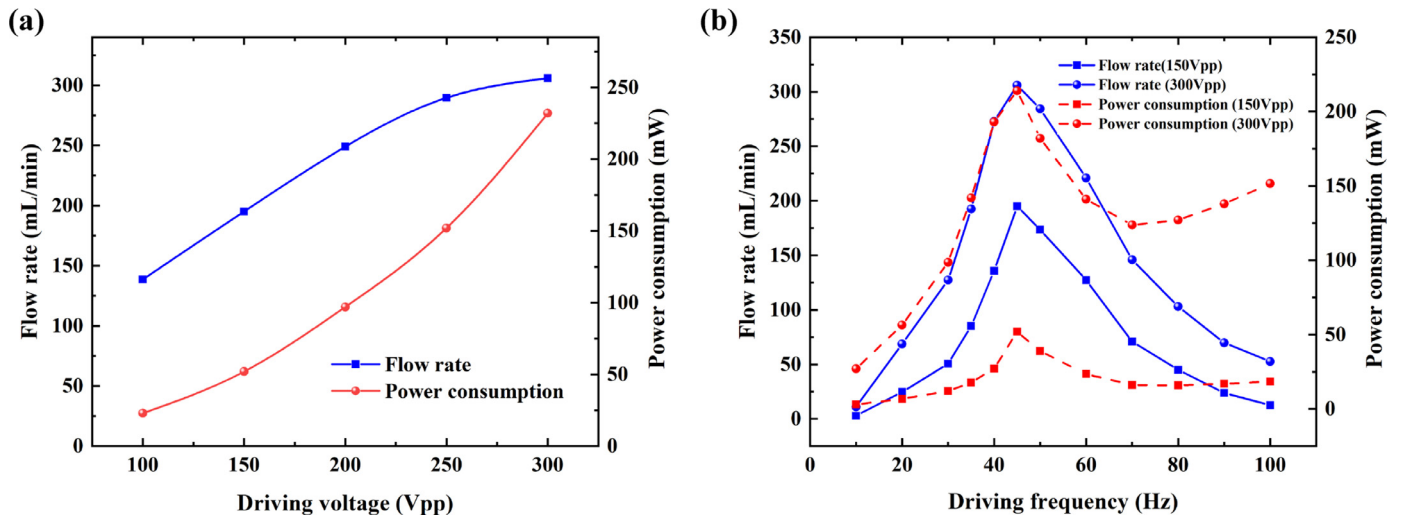 (a)
350
300
250
200
150
100
50
0
Flow rate (mL/min)
250
200
150
100
50
0
Power consumption (mW)
Flow rate
Power consumption
100
150
200
250
300
Driving voltage (Vpp)
(b)
350
300
250
200
150
100
50
0
Flow rate (mL/min)
250
200
150
100
50
0
Power consumption (mW)
Flow rate(150Vpp)
Flow rate (300Vpp)
Power consumption (150Vpp)
Power consumption (300Vpp)
0
20
40
60
80
100
Driving frequency (Hz)